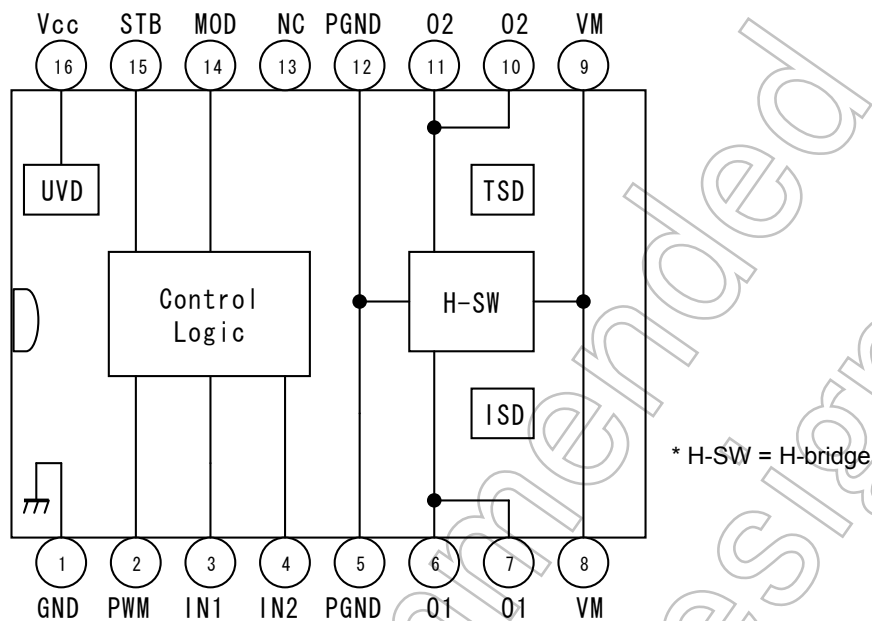 Vcc STB MOD NC PGND O2 O2 VM
16 15 14 13 12 11 10 9
UVD TSD
Control
Logic
H-SW
ISD
* H-SW = H-bridge
1 2 3 4 5 6 7 8
GND PWM IN1 IN2 PGND O1 O1 VM